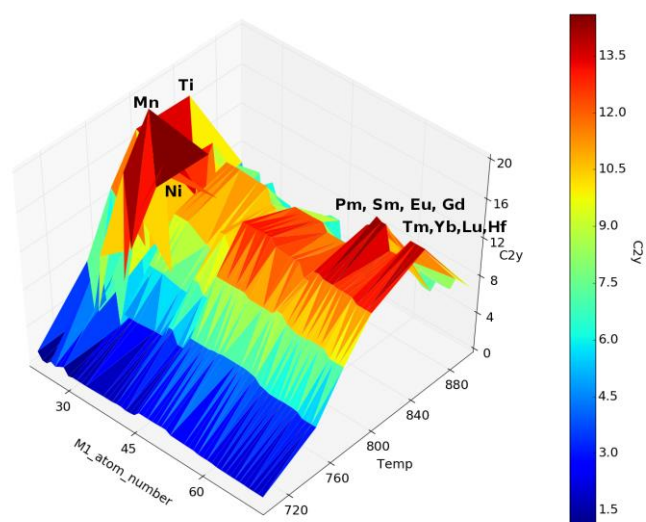 Ti
Mn
Ni
Pm, Sm, Eu, Gd
Tm,Yb,Lu,Hf
20
16
12
8
4
0
C2y
880
840
800
760
720
Temp
30
45
60
M1_atom_number
13.5
12.0
10.5
9.0
7.5
6.0
4.5
3.0
1.5
C2y